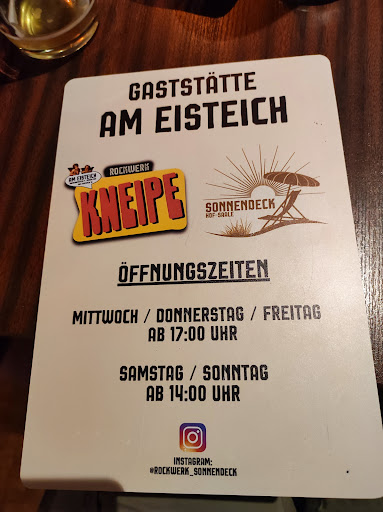 GASTSTÄTTE
AM EISTEICH
AM EISTEICH
ROCKWERK
KNEIPE
SONNENDECK
HOF-SAALE
ÖFFNUNGSZEITEN
MITTWOCH / DONNERSTAG / FREITAG
AB 17:00 UHR
SAMSTAG / SONNTAG
AB 14:00 UHR
INSTAGRAM:
@ROCKWERK_SONNENDECK